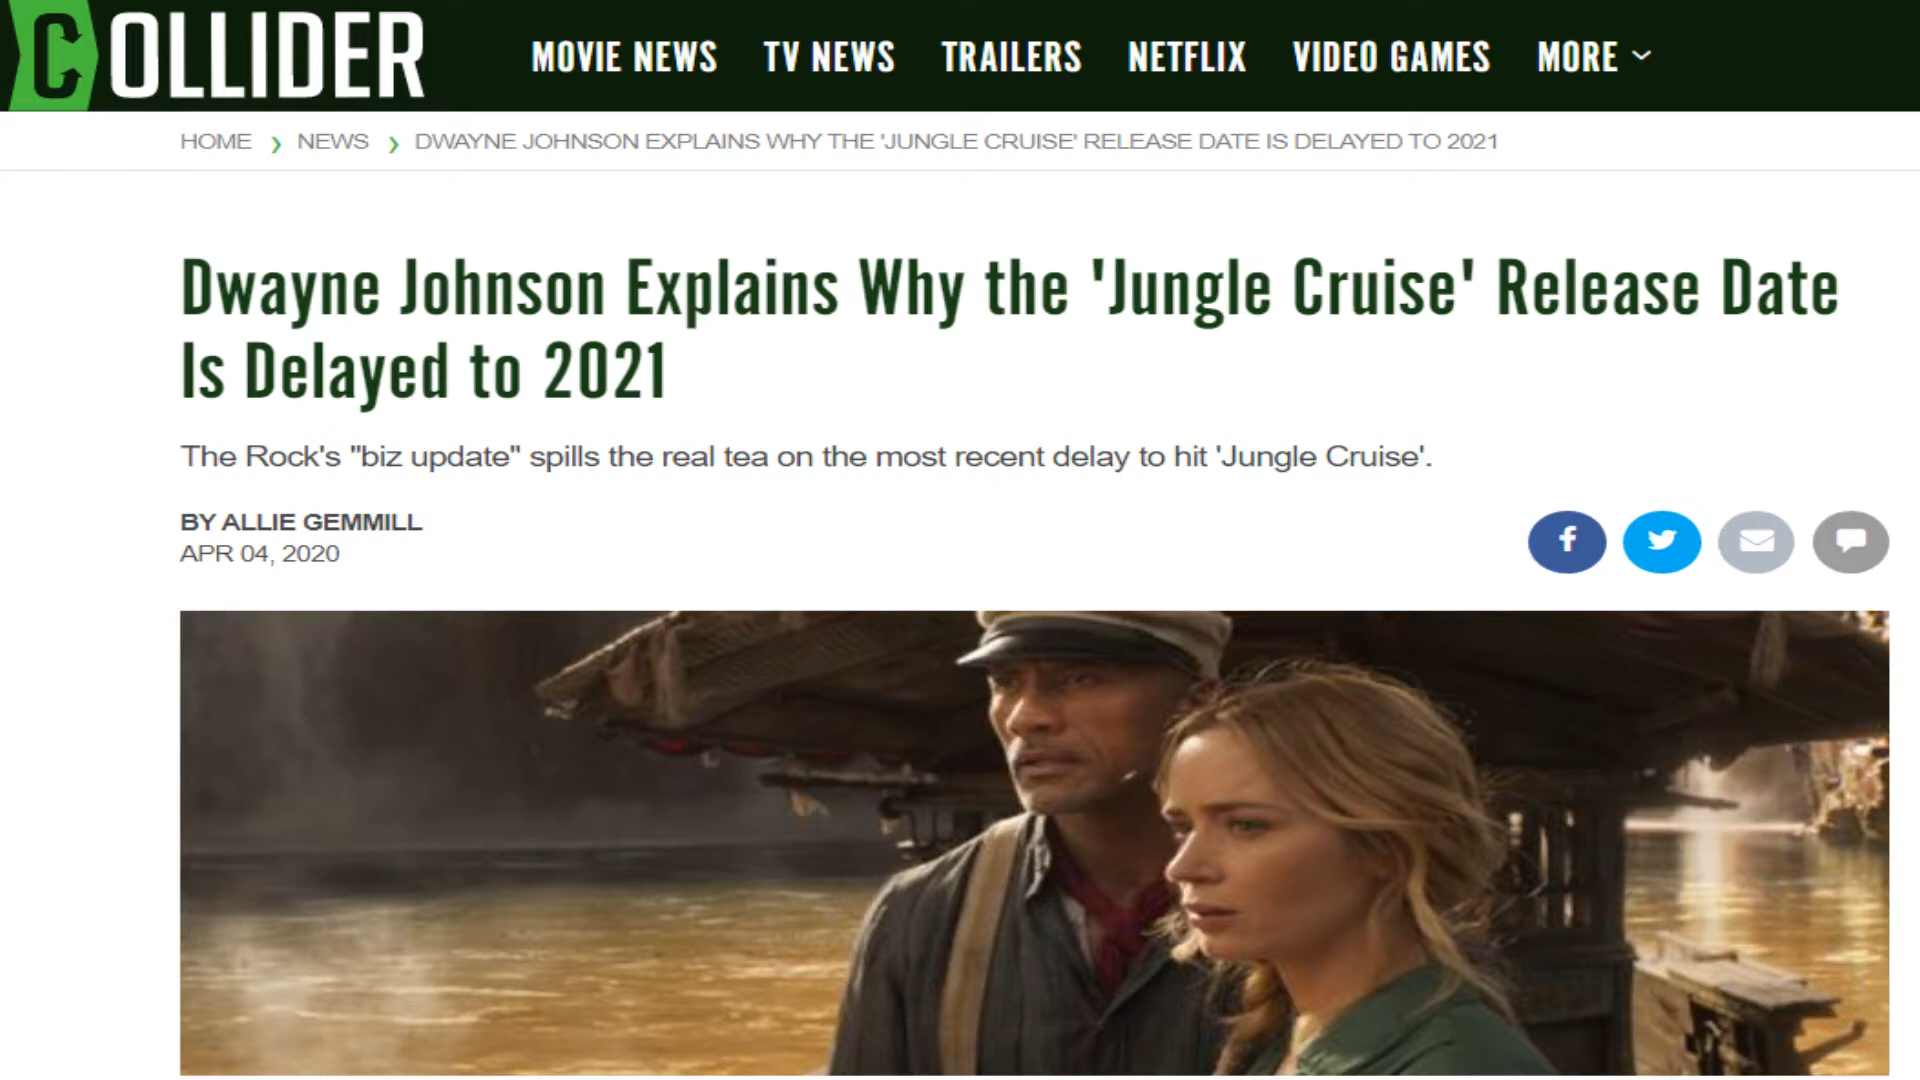 COLLIDER
MOVIE NEWS TV NEWS TRAILERS NETFLIX VIDEO GAMES MORE
HOME NEWS DWAYNE JOHNSON EXPLAINS WHY THE 'JUNGLE CRUISE' RELEASE DATE IS DELAYED TO 2021
Dwayne Johnson Explains Why the 'Jungle Cruise' Release Date
Is Delayed to 2021
The Rock's "biz update" spills the real tea on the most recent delay to hit 'Jungle Cruise'.
BY ALLIE GEMMILL
APR 04, 2020